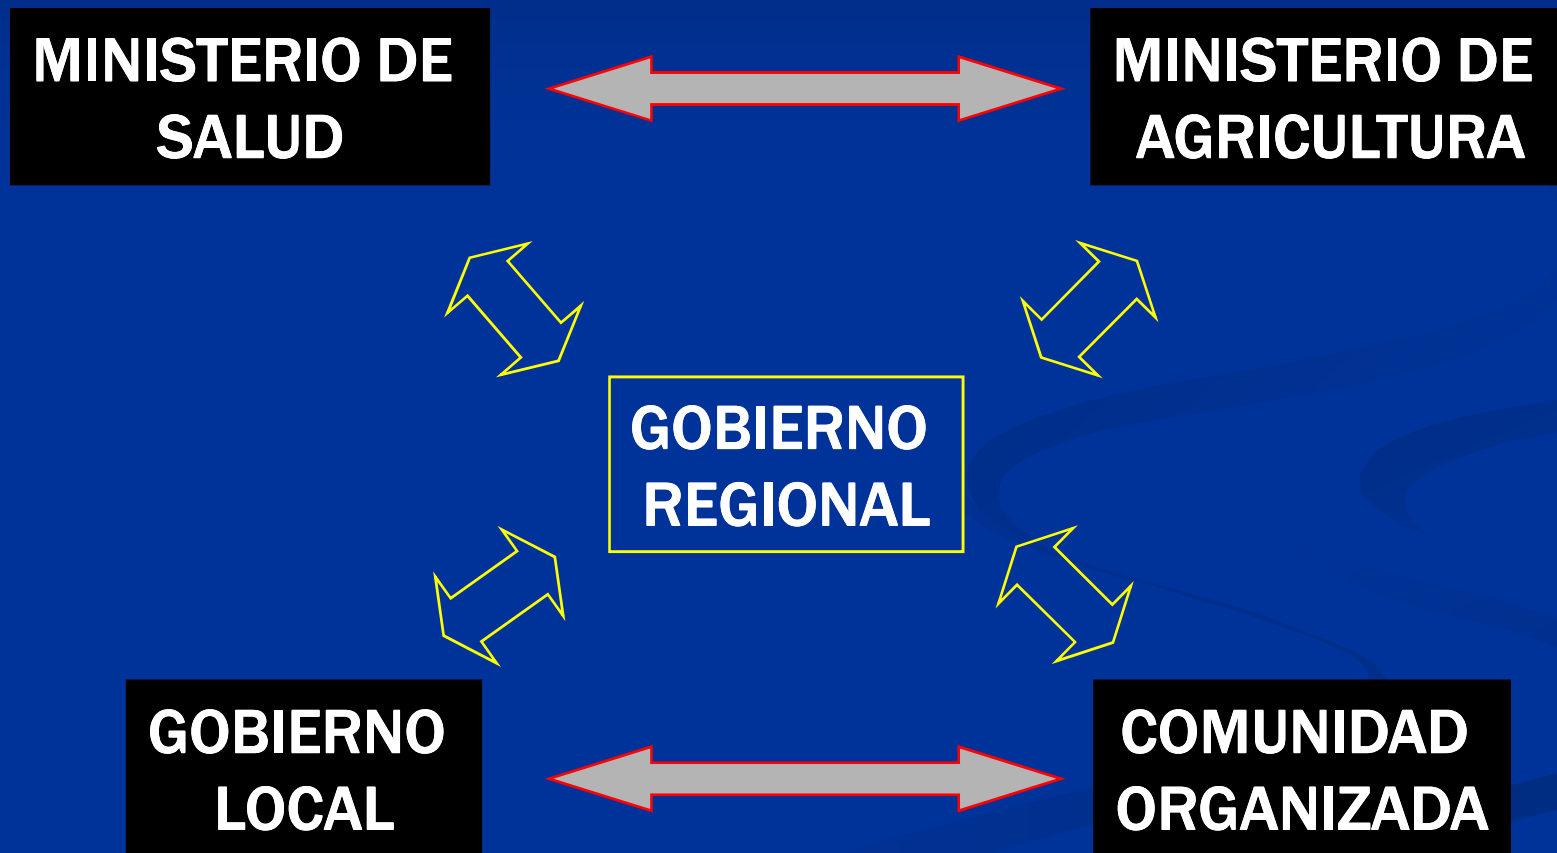 MINISTERIO DE
SALUD
MINISTERIO DE
AGRICULTURA
GOBIERNO
REGIONAL
GOBIERNO
LOCAL
COMUNIDAD
ORGANIZADA